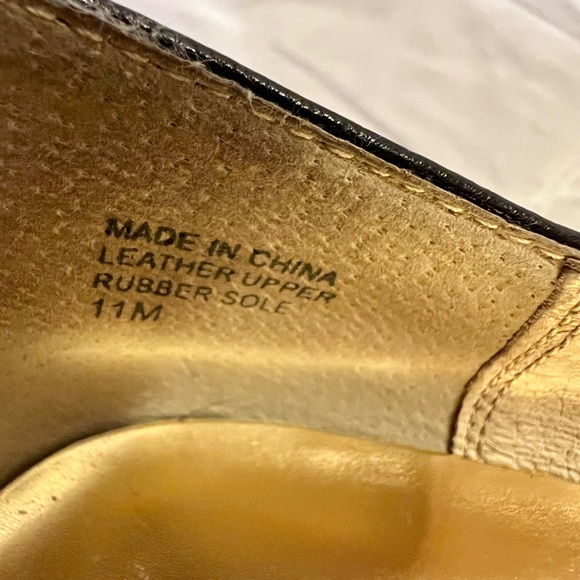 MADE IN CHINA
LEATHER UPPER
RUBBER SOLE
11M